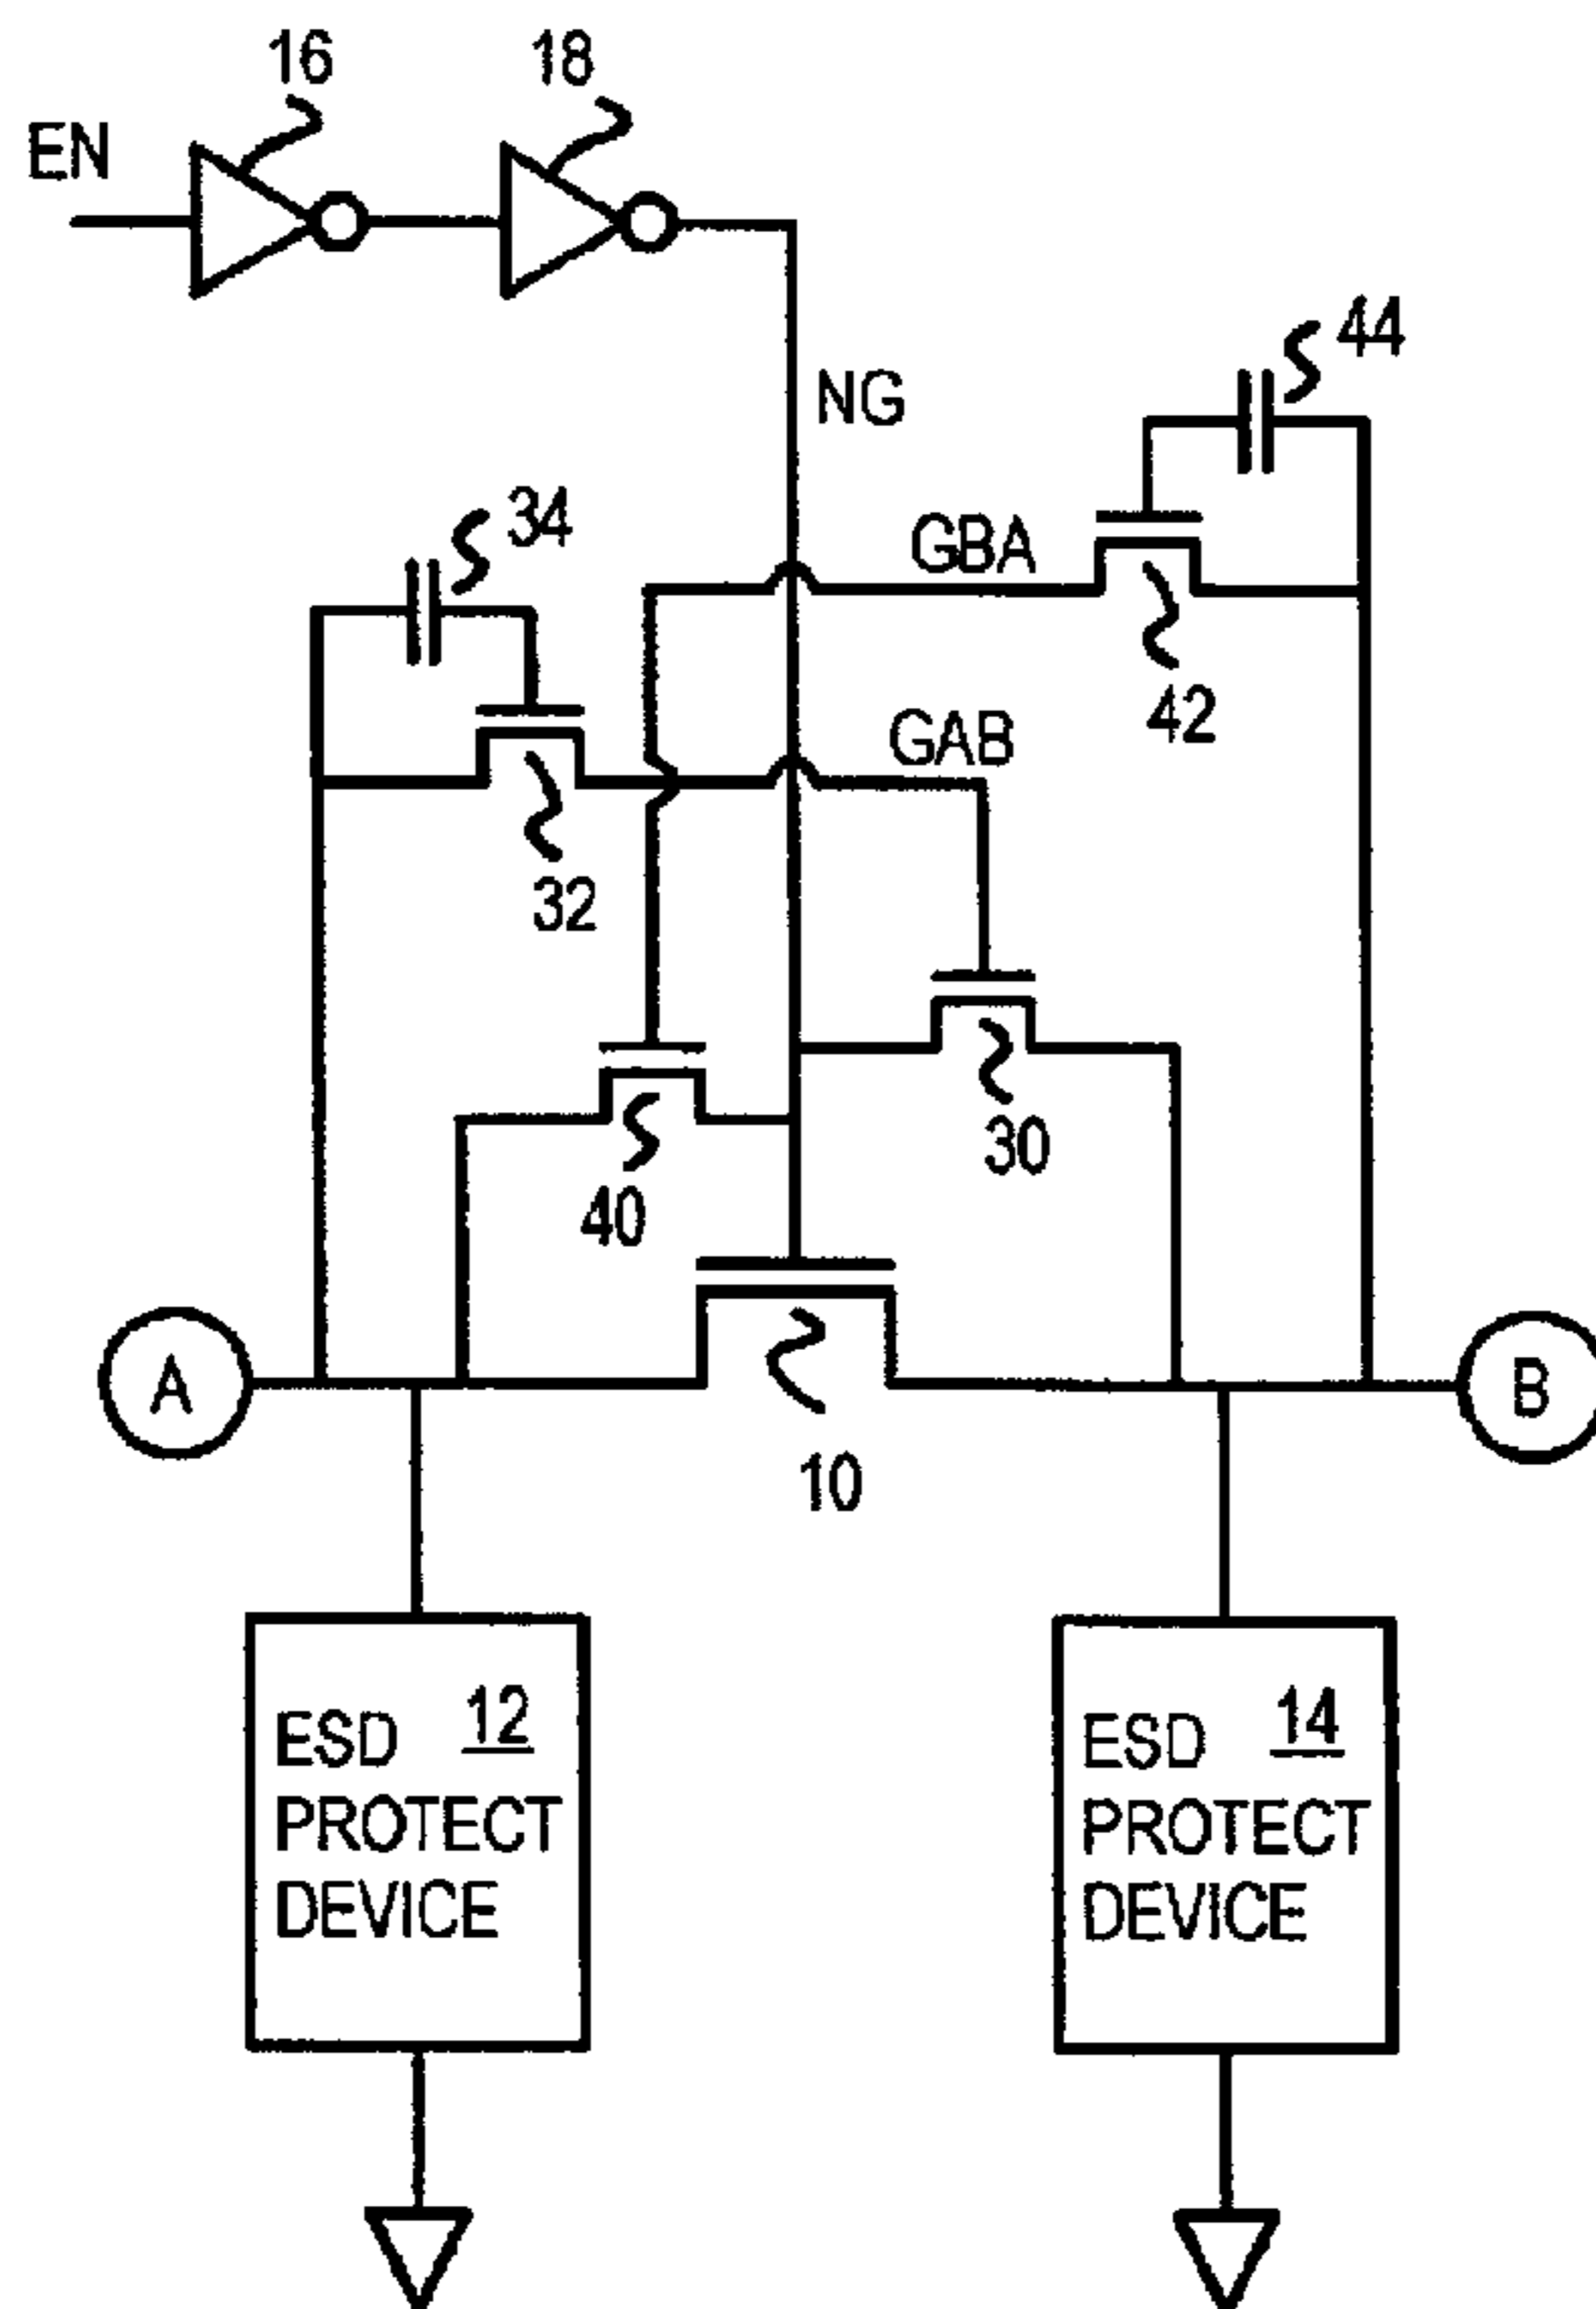 16
18
EN
44
NG
34
GBA
42
GAB
32
30
40
A
B
10
ESD 12
PROTECT
DEVICE
ESD 14
PROTECT
DEVICE